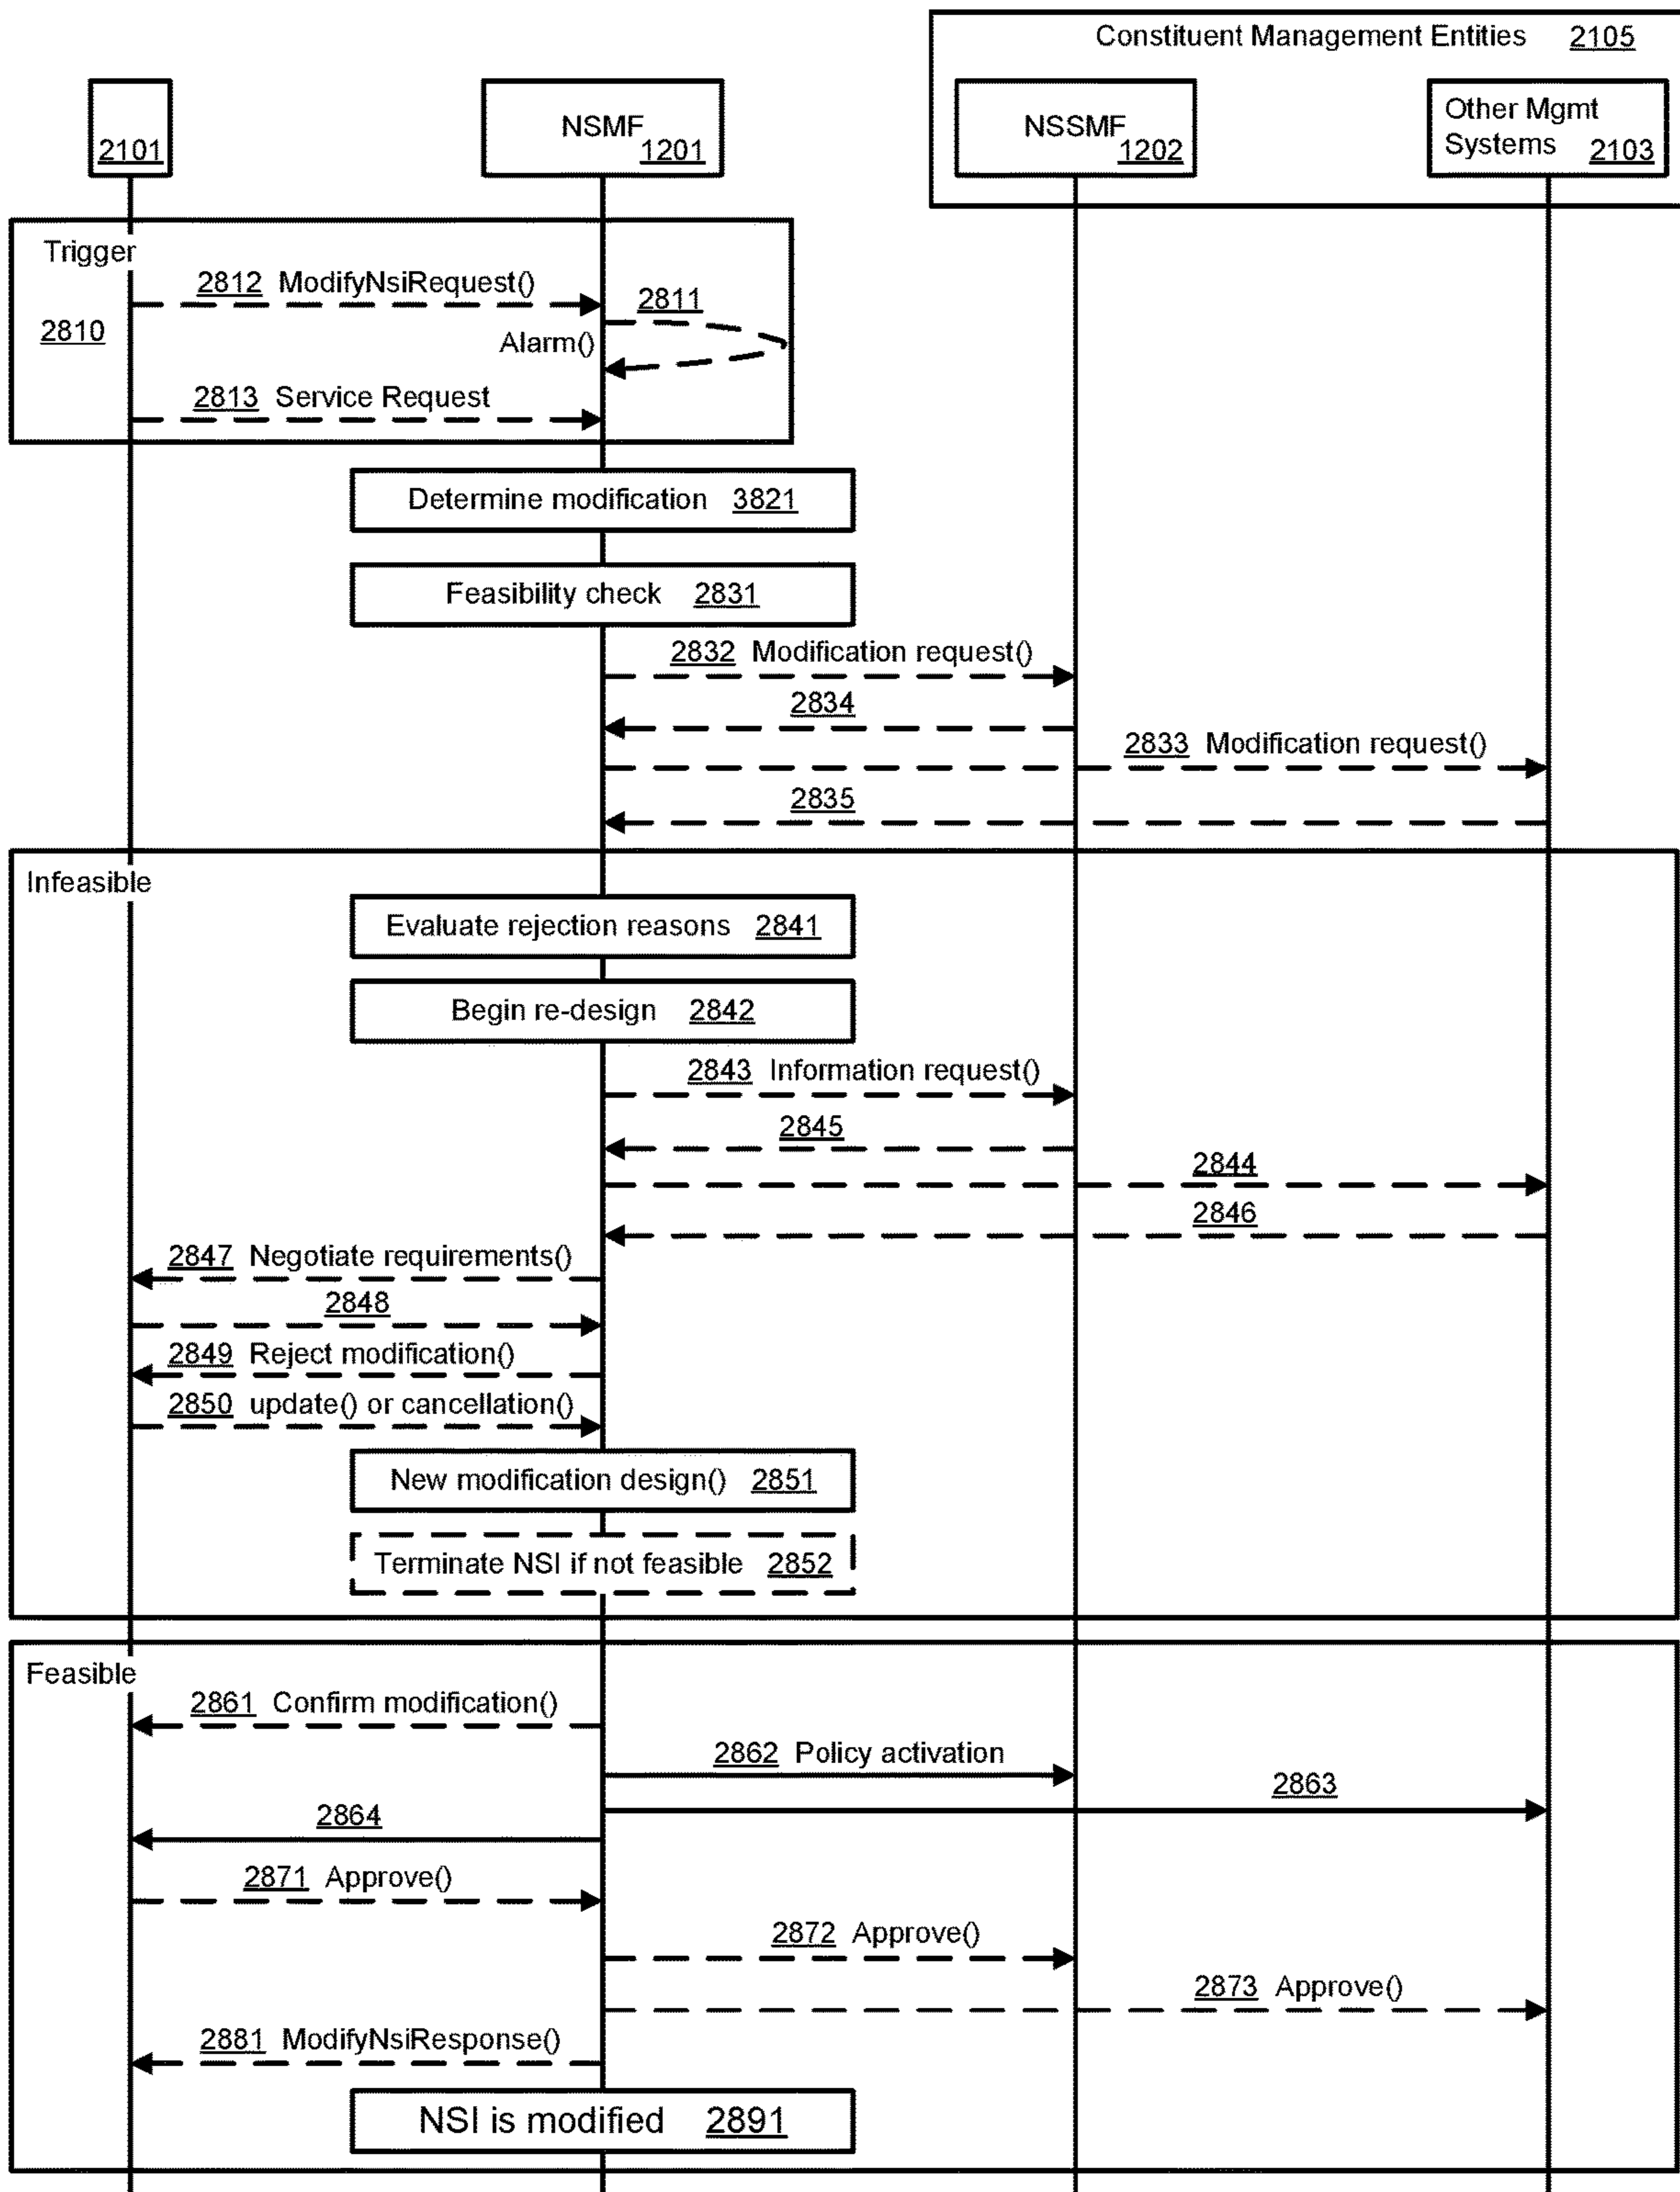 Constituent Management Entities 2105
2101
NSMF
1201
NSSMF
1202
Other Mgmt
Systems 2103
Trigger
2812 ModifyNsiRequest()
2811
2810
Alarm()
2813 Service Request
Determine modification 3821
Feasibility check 2831
2832 Modification request()
2834
2833 Modification request()
2835
Infeasible
Evaluate rejection reasons 2841
Begin re-design 2842
2843 Information request()
2845
2844
2846
2847 Negotiate requirements()
2848
2849 Reject modification()
2850 update() or cancellation()
New modification design() 2851
Terminate NSI if not feasible 2852
Feasible
2861 Confirm modification()
2862 Policy activation
2863
2864
2871 Approve()
2872 Approve()
2873 Approve()
2881 ModifyNsiResponse()
NSI is modified 2891